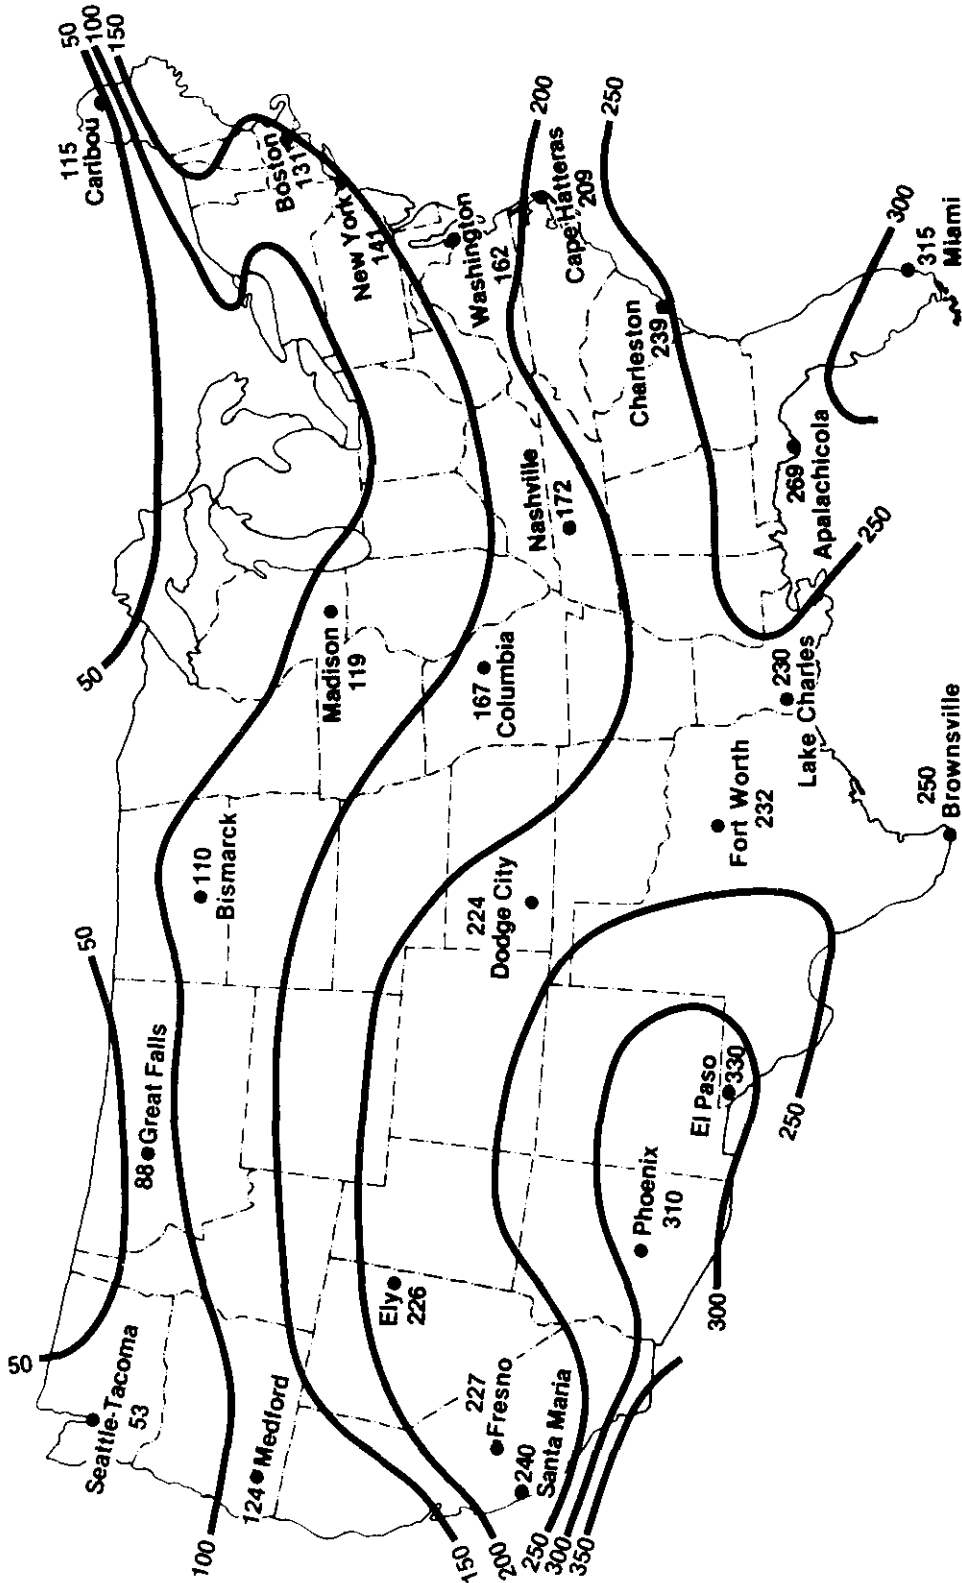 50
100
150
115
Caribou
Boston
131
New York
141
Washington
162
200
Cape Hatteras
209
250
300
315
Miami
Charleston
239
Nashville
172
269
Apalachicola
250
50
Madison
119
167
Columbia
230
Lake Charles
250
Brownsville
Fort Worth
232
110
Bismarck
224
Dodge City
50
88 Great Falls
El Paso
330
250
Phoenix
310
300
Ely
226
50
Seattle-Tacoma
53
124 Medford
227
Fresno
240
Santa Maria
100
150
200
250
300
350